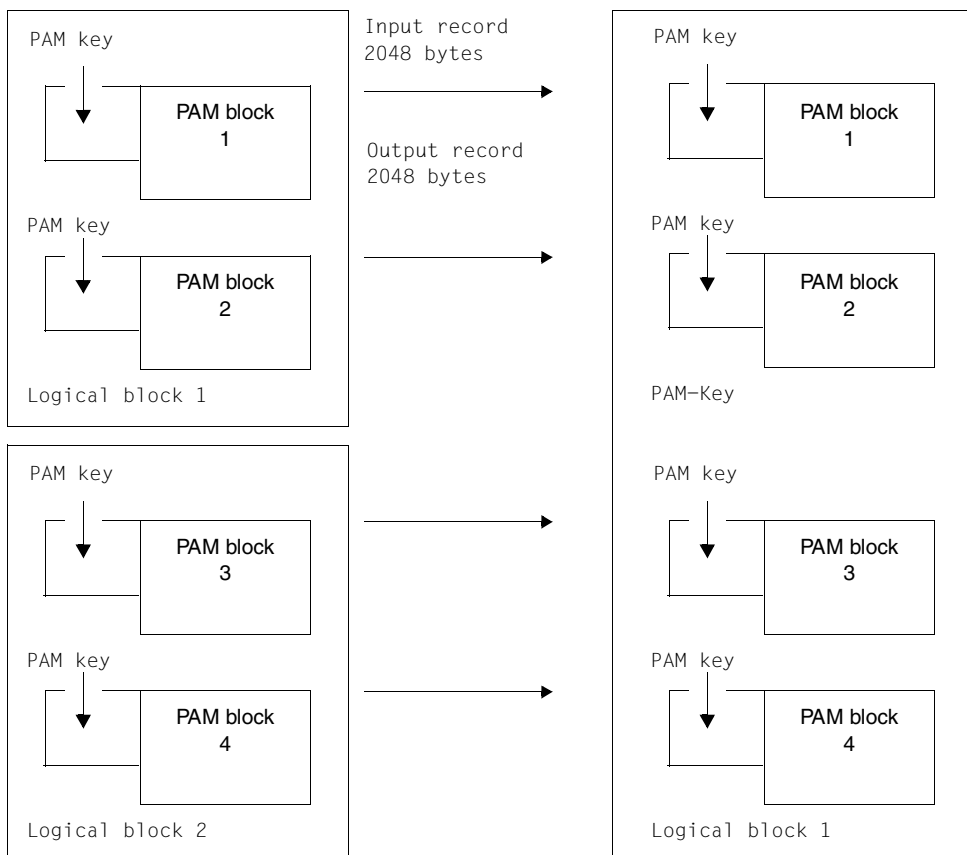 PAM key
PAM block
1
PAM key
PAM block
2
Logical block 1
PAM key
PAM block
3
PAM key
PAM block
4
Logical block 2
Input record
2048 bytes
Output record
2048 bytes
PAM key
PAM block
1
PAM key
PAM block
2
PAM–Key
PAM key
PAM block
3
PAM key
PAM block
4
Logical block 1